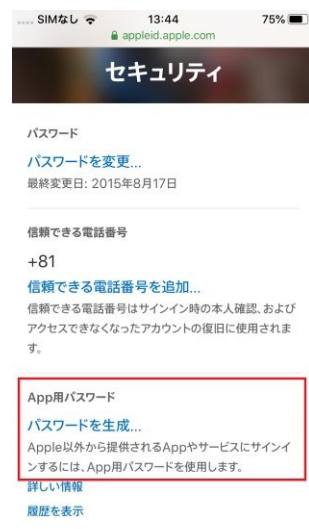 SIMなし 13:44 75%
appleid.apple.com
セキュリティ
パスワード
パスワードを変更...
最終変更日: 2015年8月17日
信頼できる電話番号
+81
信頼できる電話番号を追加...
信頼できる電話番号はサインイン時の本人確認、および
アクセスできなくなったアカウントの復旧に使用されま
す。
App用パスワード
パスワードを生成...
Apple以外から提供されるAppやサービスにサインイ
ンするには、App用パスワードを使用します。
詳しい情報
履歴を表示